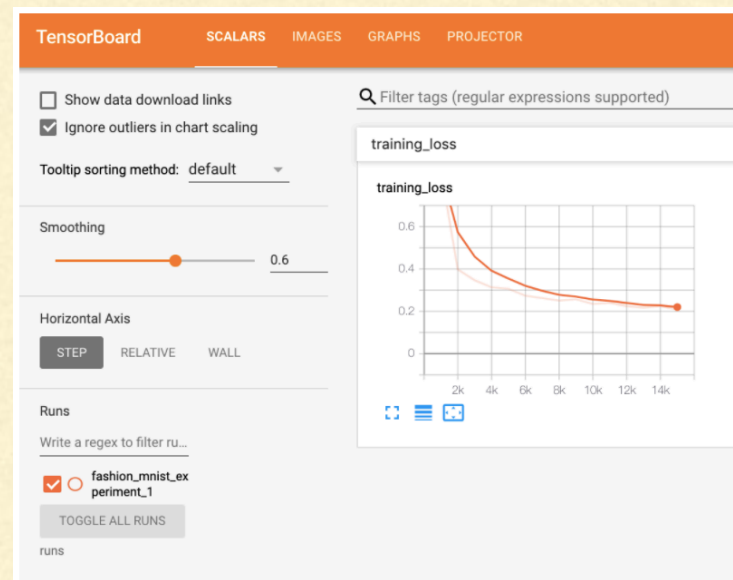 TensorBoard SCALARS IMAGES GRAPHS PROJECTOR
Show data download links
Ignore outliers in chart scaling
Tooltip sorting method: default
Smoothing
0.6
Horizontal Axis
STEP RELATIVE WALL
Runs
Write a regex to filter ru...
fashion_mnist_ex
periment_1
TOGGLE ALL RUNS
runs
Filter tags (regular expressions supported)
training_loss
training_loss
0.6
0.4
0.2
0
2k 4k 6k 8k 10k 12k 14k